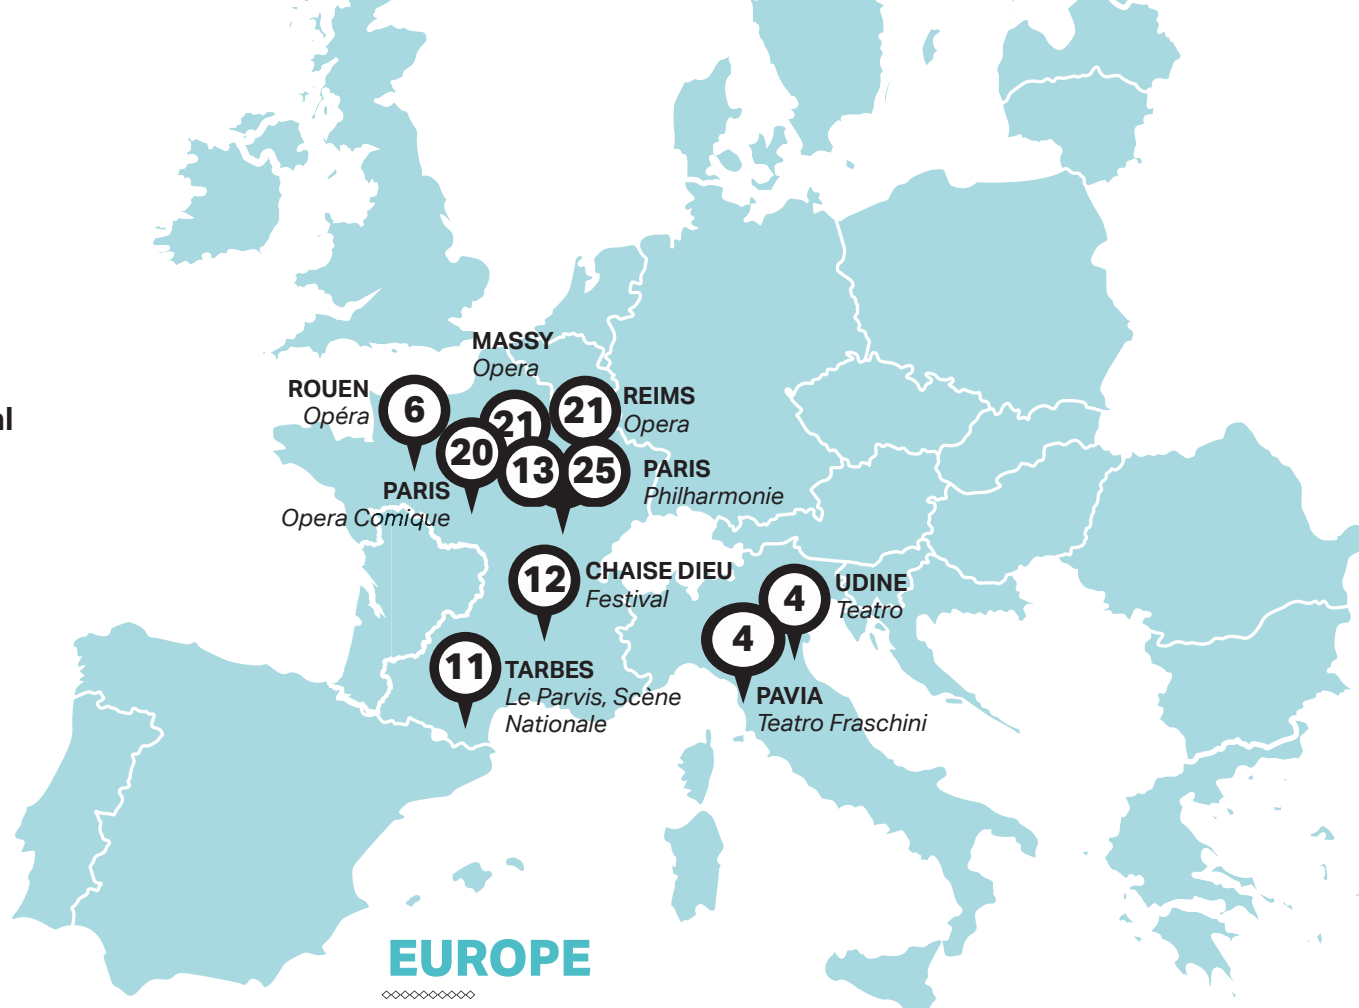 MASSY
Opera
ROUEN
Opéra
6
21
21
REIMS
Opera
20
13
25
PARIS
Philharmonie
PARIS
Opera Comique
12
CHAISE DIEU
Festival
4
UDINE
Teatro
4
PAVIA
Teatro Fraschini
11
TARBES
Le Parvis, Scène
Nationale
EUROPE